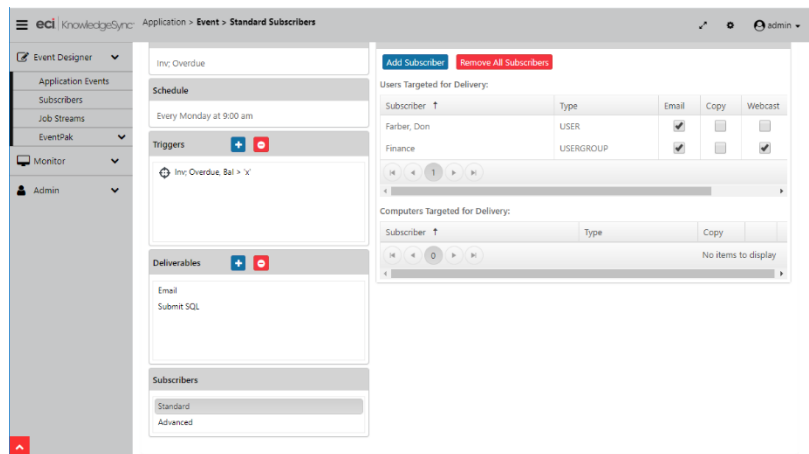 eci KnowledgeSync
Application > Event > Standard Subscribers
admin
Event Designer
Application Events
Subscribers
Job Streams
EventPak
Monitor
Admin
Inv; Overdue
Schedule
Every Monday at 9:00 am
Triggers
Inv; Overdue, Bal > 'x'
Deliverables
Email
Submit SQL
Subscribers
Standard
Advanced
Add Subscriber Remove All Subscribers
Users Targeted for Delivery:
Subscriber ↑ Type Email Copy Webcast
Farber, Don USER
Finance USERGROUP
1
Computers Targeted for Delivery:
Subscriber ↑ Type Copy
0 No items to display